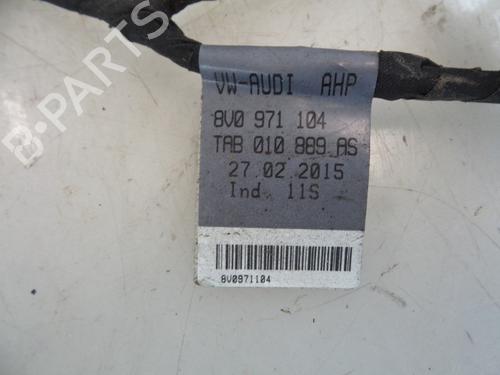 B-PARTS
VW-AUDI AHP
8V0 971 104
TAB 010 889 AS
27.02.2015
Ind. 11S
8V0971104